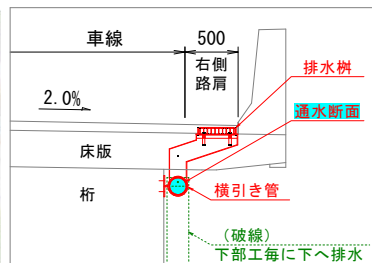 車線
500
右側
路肩
排水桝
2.0%
通水断面
床版
桁
横引き管
（破線）
下部工毎に下へ排水